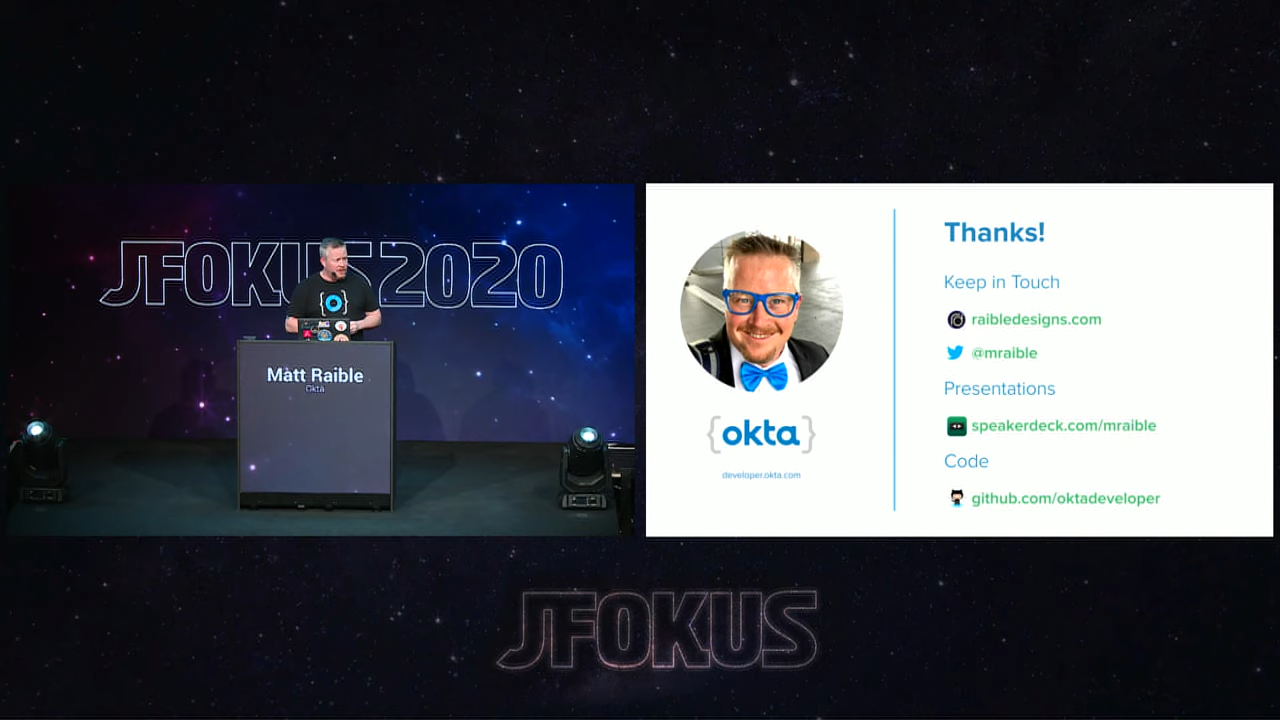 JFOKUS 2020
Matt Raible
Okta
Thanks!
Keep in Touch
raibledesigns.com
@mraible
Presentations
speakerdeck.com/mraible
Code
github.com/oktadeveloper
{okta}
developer.okta.com
JFOKUS